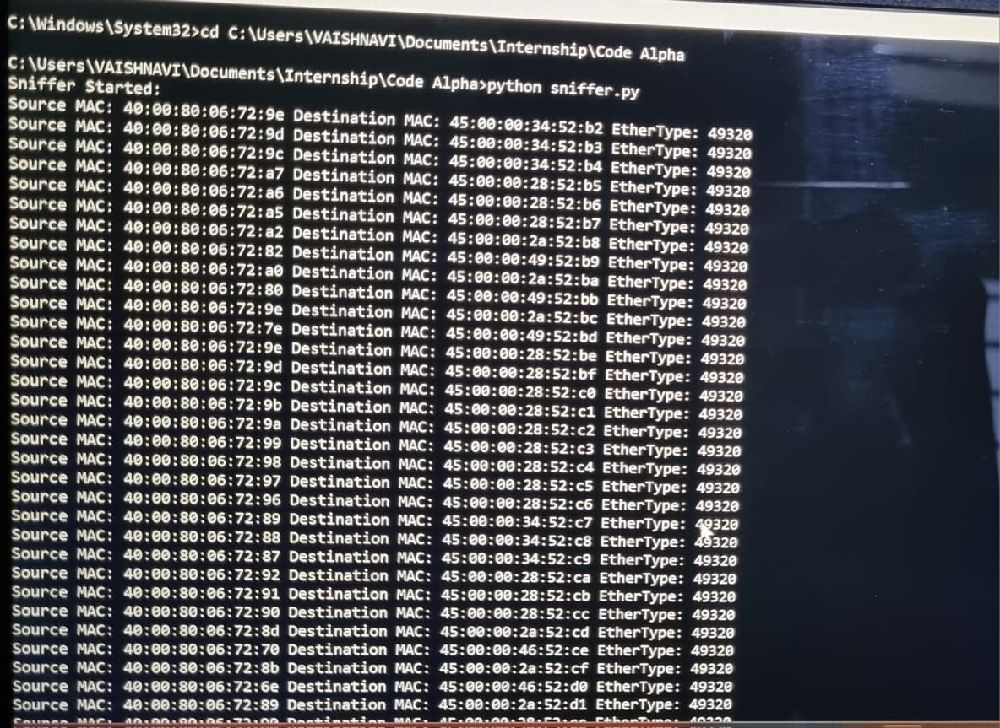 C:\Windows\System32>cd C:\Users\VAISHNAVI\Documents\Internship\Code Alpha
C:\Users\VAISHNAVI\Documents\Internship\Code Alpha>python sniffer.py
Sniffer Started:
Source MAC: 40:00:80:06:72:9e Destination MAC: 45:00:00:34:52:b2 EtherType: 49320
Source MAC: 40:00:80:06:72:9d Destination MAC: 45:00:00:34:52:b3 EtherType: 49320
Source MAC: 40:00:80:06:72:9c Destination MAC: 45:00:00:34:52:b4 EtherType: 49320
Source MAC: 40:00:80:06:72:a7 Destination MAC: 45:00:00:28:52:b5 EtherType: 49320
Source MAC: 40:00:80:06:72:a6 Destination MAC: 45:00:00:28:52:b6 EtherType: 49320
Source MAC: 40:00:80:06:72:a5 Destination MAC: 45:00:00:28:52:b7 EtherType: 49320
Source MAC: 40:00:80:06:72:a2 Destination MAC: 45:00:00:2a:52:b8 EtherType: 49320
Source MAC: 40:00:80:06:72:82 Destination MAC: 45:00:00:49:52:b9 EtherType: 49320
Source MAC: 40:00:80:06:72:a0 Destination MAC: 45:00:00:2a:52:ba EtherType: 49320
Source MAC: 40:00:80:06:72:80 Destination MAC: 45:00:00:49:52:bb EtherType: 49320
Source MAC: 40:00:80:06:72:9e Destination MAC: 45:00:00:2a:52:bc EtherType: 49320
Source MAC: 40:00:80:06:72:7e Destination MAC: 45:00:00:49:52:bd EtherType: 49320
Source MAC: 40:00:80:06:72:9e Destination MAC: 45:00:00:28:52:be EtherType: 49320
Source MAC: 40:00:80:06:72:9d Destination MAC: 45:00:00:28:52:bf EtherType: 49320
Source MAC: 40:00:80:06:72:9c Destination MAC: 45:00:00:28:52:c0 EtherType: 49320
Source MAC: 40:00:80:06:72:9b Destination MAC: 45:00:00:28:52:c1 EtherType: 49320
Source MAC: 40:00:80:06:72:9a Destination MAC: 45:00:00:28:52:c2 EtherType: 49320
Source MAC: 40:00:80:06:72:99 Destination MAC: 45:00:00:28:52:c3 EtherType: 49320
Source MAC: 40:00:80:06:72:98 Destination MAC: 45:00:00:28:52:c4 EtherType: 49320
Source MAC: 40:00:80:06:72:97 Destination MAC: 45:00:00:28:52:c5 EtherType: 49320
Source MAC: 40:00:80:06:72:96 Destination MAC: 45:00:00:28:52:c6 EtherType: 49320
Source MAC: 40:00:80:06:72:89 Destination MAC: 45:00:00:34:52:c7 EtherType: 49320
Source MAC: 40:00:80:06:72:88 Destination MAC: 45:00:00:34:52:c8 EtherType: 49320
Source MAC: 40:00:80:06:72:87 Destination MAC: 45:00:00:34:52:c9 EtherType: 49320
Source MAC: 40:00:80:06:72:92 Destination MAC: 45:00:00:28:52:ca EtherType: 49320
Source MAC: 40:00:80:06:72:91 Destination MAC: 45:00:00:28:52:cb EtherType: 49320
Source MAC: 40:00:80:06:72:90 Destination MAC: 45:00:00:28:52:cc EtherType: 49320
Source MAC: 40:00:80:06:72:8d Destination MAC: 45:00:00:2a:52:cd EtherType: 49320
Source MAC: 40:00:80:06:72:70 Destination MAC: 45:00:00:46:52:ce EtherType: 49320
Source MAC: 40:00:80:06:72:8b Destination MAC: 45:00:00:2a:52:cf EtherType: 49320
Source MAC: 40:00:80:06:72:6e Destination MAC: 45:00:00:46:52:d0 EtherType: 49320
Source MAC: 40:00:80:06:72:89 Destination MAC: 45:00:00:2a:52:d1 EtherType: 49320